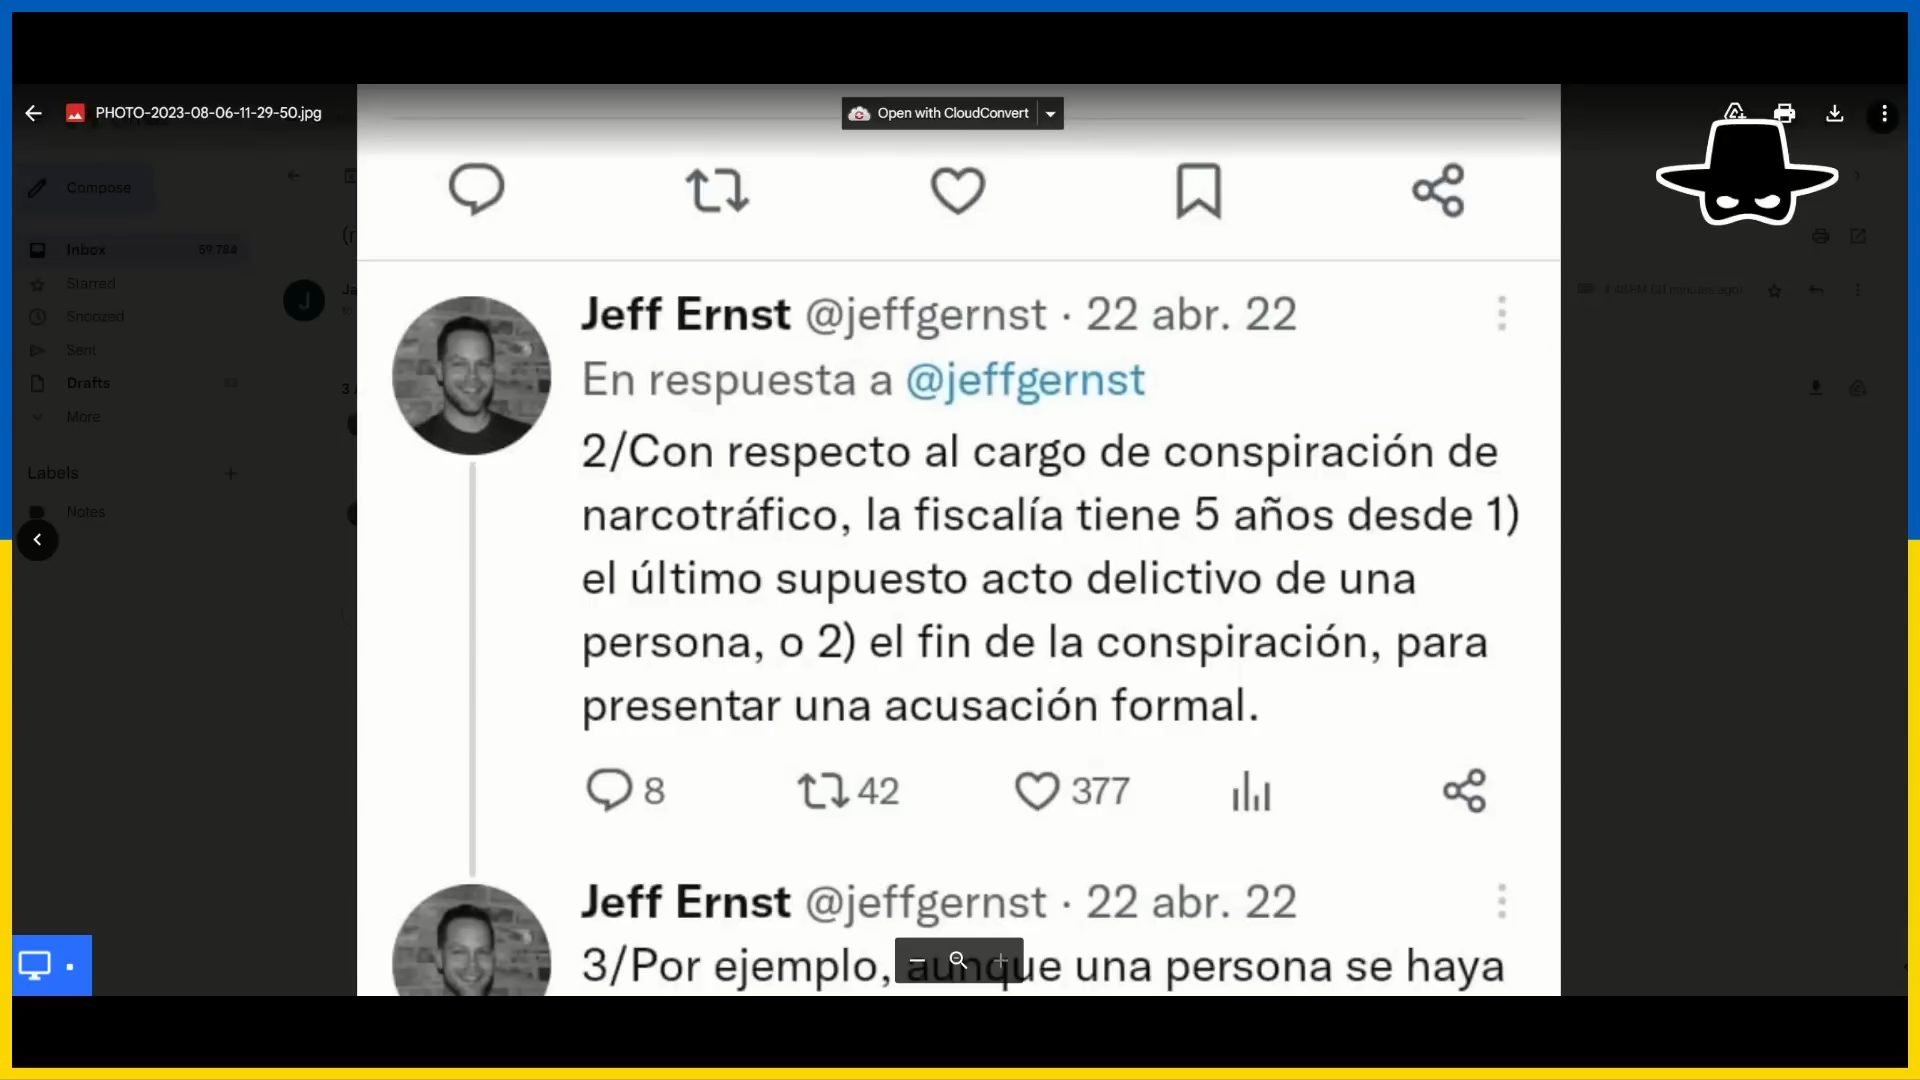 PHOTO-2023-08-06-11-29-50.jpg
Open with CloudConvert
Compose
Inbox 59,784
Starred
Snoozed
Sent
Drafts
More
Labels +
Notes
J
Jeff Ernst @jeffgernst · 22 abr. 22
En respuesta a @jeffgernst
2/Con respecto al cargo de conspiración de
narcotráfico, la fiscalía tiene 5 años desde 1)
el último supuesto acto delictivo de una
persona, o 2) el fin de la conspiración, para
presentar una acusación formal.
8 42 377
Jeff Ernst @jeffgernst · 22 abr. 22
3/Por ejemplo, aunque una persona se haya